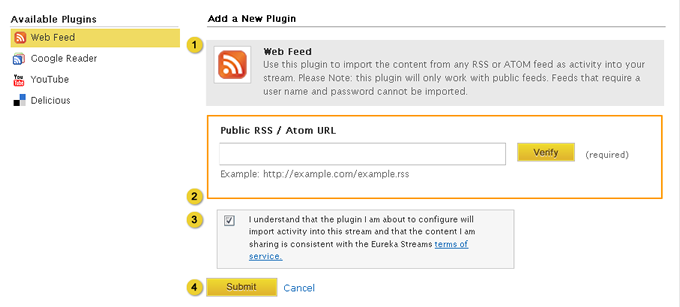 Available Plugins
Web Feed
Google Reader
YouTube
Delicious
Add a New Plugin
1
Web Feed
Use this plugin to import the content from any RSS or ATOM feed as activity into your
stream. Please Note: this plugin will only work with public feeds. Feeds that require a
user name and password cannot be imported.
Public RSS / Atom URL
Verify (required)
Example: http://example.com/example.rss
2
3
I understand that the plugin I am about to configure will
import activity into this stream and that the content I am
sharing is consistent with the Eureka Streams terms of
service.
4 Submit Cancel